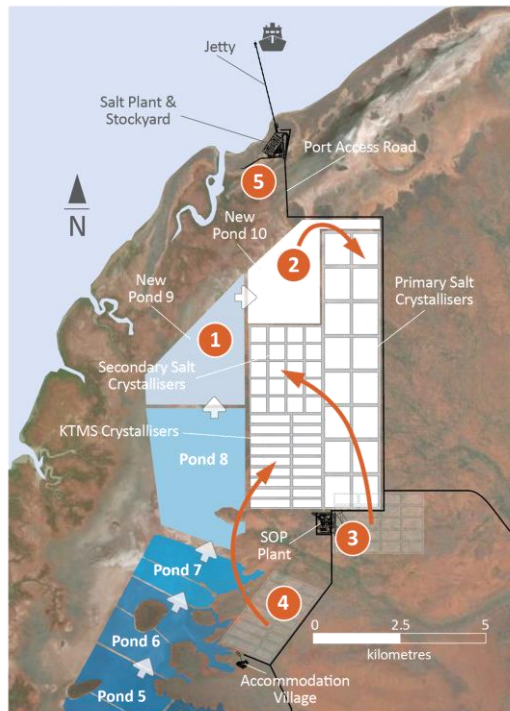 Jetty
Salt Plant &
Stockyard
Port Access Road
5
N
New
Pond 10
2
New
Pond 9
Primary Salt
Crystallisers
1
Secondary Salt
Crystallisers
KTMS Crystallisers
Pond 8
SOP
Plant
3
Pond 7
4
Pond 6
0
2.5
5
kilometres
Pond 5
Accommodation
Village